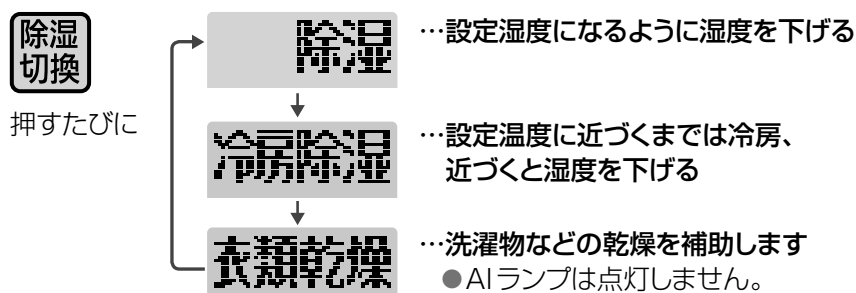 除湿
切換
押すたびに
除湿
…設定湿度になるように湿度を下げる
冷房除湿
…設定温度に近づくまでは冷房、
近づくと湿度を下げる
衣類乾燥
…洗濯物などの乾燥を補助します
●AIランプは点灯しません。